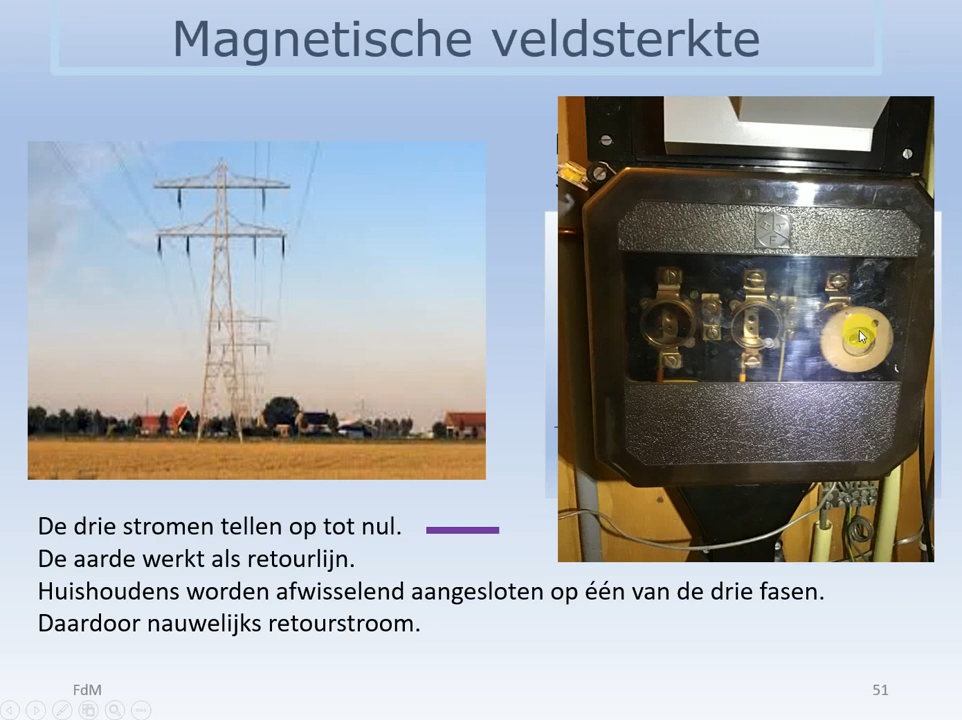 Magnetische veldsterkte
De drie stromen tellen op tot nul.
De aarde werkt als retourlijn.
Huishoudens worden afwisselend aangesloten op één van de drie fasen.
Daardoor nauwelijks retourstroom.
FdM
51